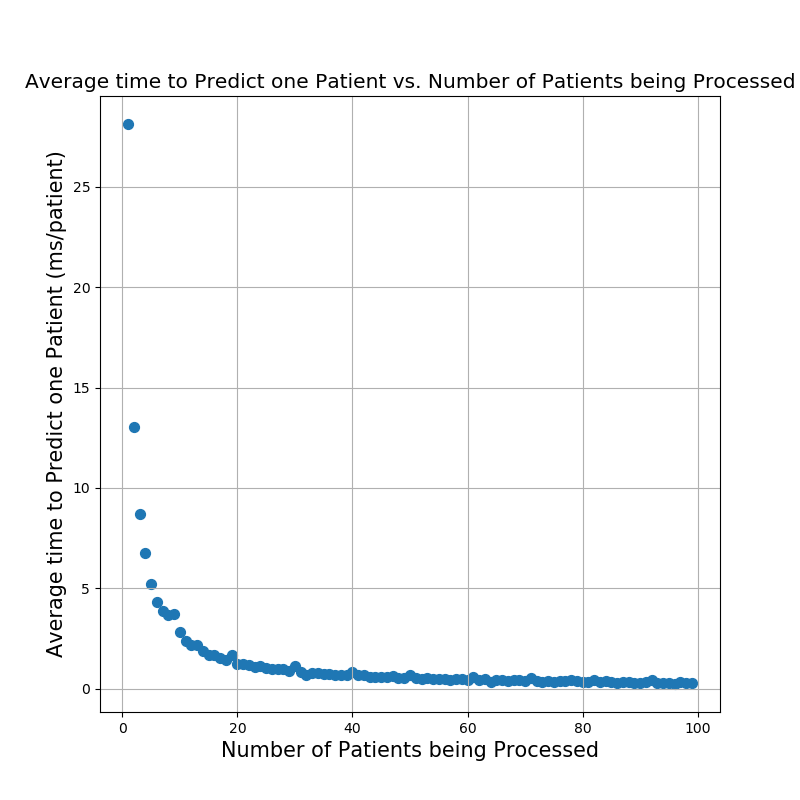 Average time to Predict one Patient vs. Number of Patients being Processed
Average time to Predict one Patient (ms/patient)
25
20
15
10
5
0
0 20 40 60 80 100
Number of Patients being Processed